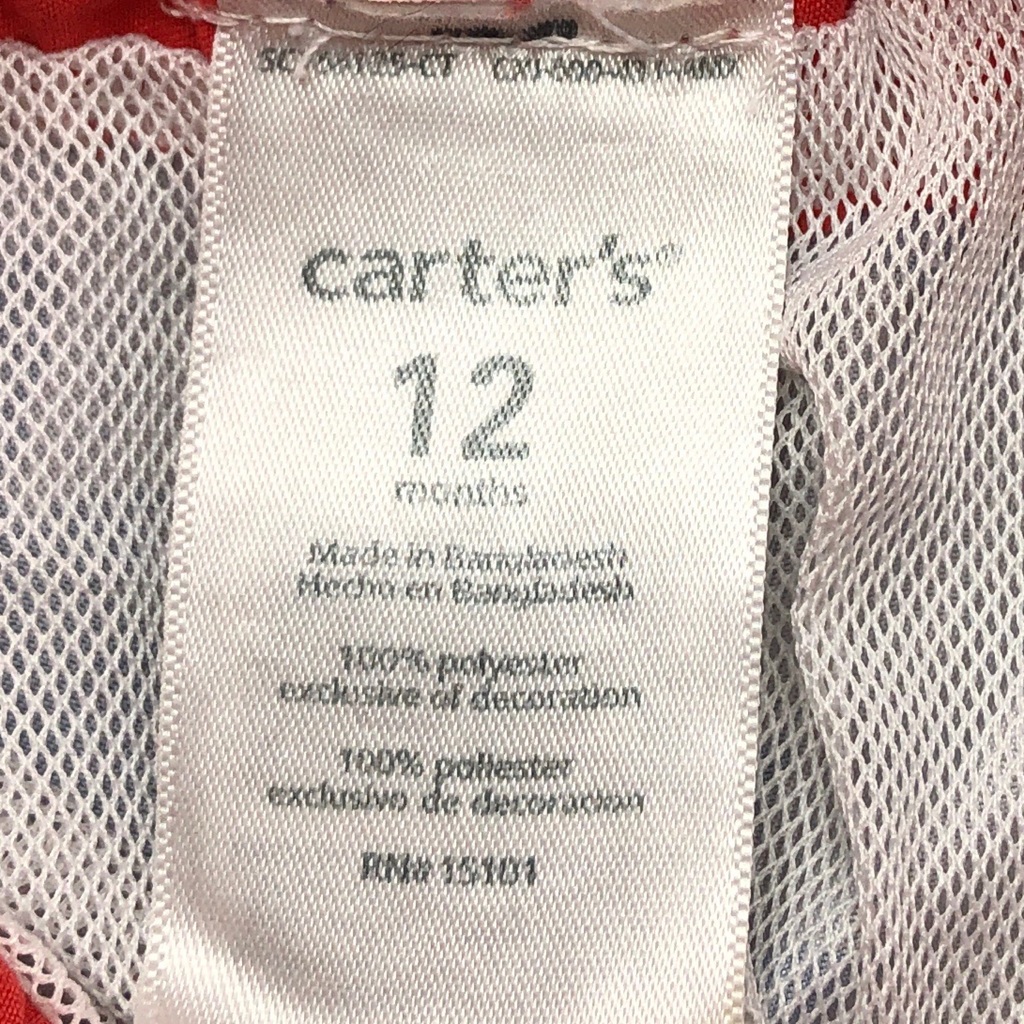 carter's®
12
months
Made in Bangladesh
Hecho en Bangladesh
100% polyester
exclusive of decoration
100% poliester
exclusivo de decoracion
RN# 15101